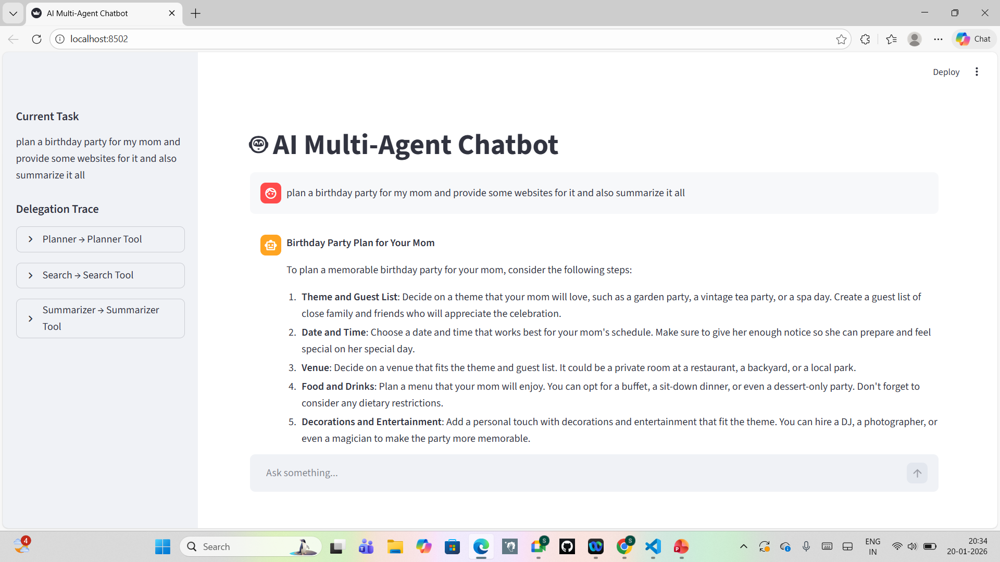 AI Multi-Agent Chatbot
localhost:8502
Chat
Deploy
Current Task
plan a birthday party for my mom and
provide some websites for it and also
summarize it all
Delegation Trace
Planner → Planner Tool
Search → Search Tool
Summarizer → Summarizer
Tool
AI Multi-Agent Chatbot
plan a birthday party for my mom and provide some websites for it and also summarize it all
Birthday Party Plan for Your Mom
To plan a memorable birthday party for your mom, consider the following steps:
1. Theme and Guest List: Decide on a theme that your mom will love, such as a garden party, a vintage tea party, or a spa day. Create a guest list of
close family and friends who will appreciate the celebration.
2. Date and Time: Choose a date and time that works best for your mom's schedule. Make sure to give her enough notice so she can prepare and feel
special on her special day.
3. Venue: Decide on a venue that fits the theme and guest list. It could be a private room at a restaurant, a backyard, or a local park.
4. Food and Drinks: Plan a menu that your mom will enjoy. You can opt for a buffet, a sit-down dinner, or even a dessert-only party. Don't forget to
consider any dietary restrictions.
5. Decorations and Entertainment: Add a personal touch with decorations and entertainment that fit the theme. You can hire a DJ, a photographer, or
even a magician to make the party more memorable.
Ask something...
4
Search
T
S
S
P
ENG
IN
20:34
20-01-2026